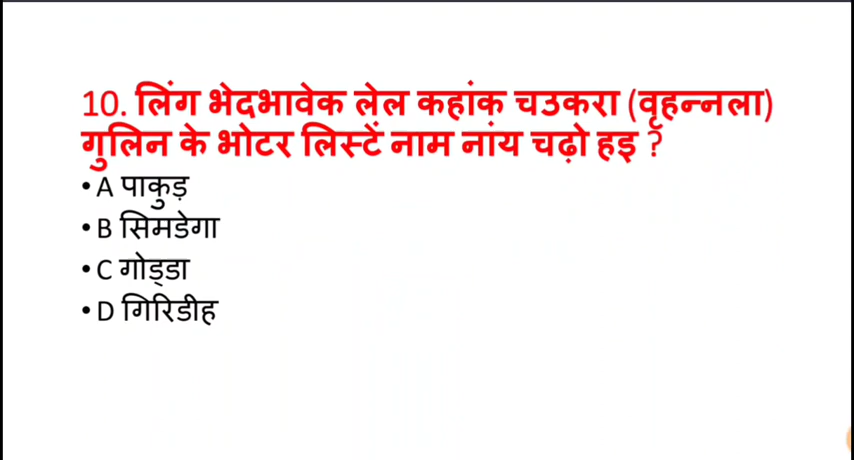 10. लिंग भेदभावेक लेल कहांक चउकरा (वृहन्नला)
गुलिन के भोटर लिस्टें नाम नांय चढ़ो हइ ?
• A पाकुड़
• B सिमडेगा
• C गोड्डा
• D गिरिडीह